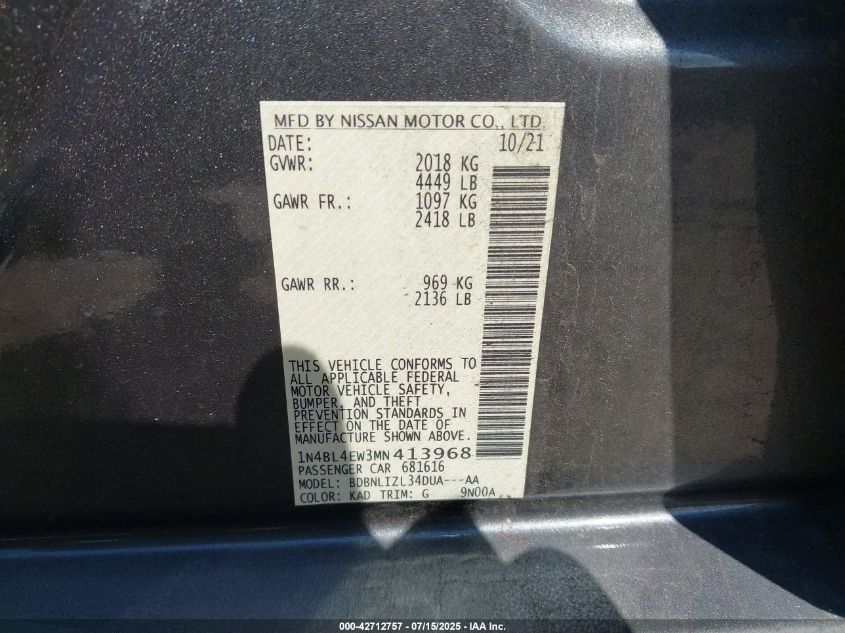 MFD BY NISSAN MOTOR CO., LTD.
DATE: 10/21
GVWR: 2018 KG
4449 LB
GAWR FR.: 1097 KG
2418 LB
GAWR RR.: 969 KG
2136 LB
THIS VEHICLE CONFORMS TO
ALL APPLICABLE FEDERAL
MOTOR VEHICLE SAFETY,
BUMPER, AND THEFT
PREVENTION STANDARDS IN
EFFECT ON THE DATE OF
MANUFACTURE SHOWN ABOVE.
1N4BL4EW3MN413968
PASSENGER CAR 681616
MODEL: BDBNLIZL34DUA---AA
COLOR: KAD TRIM: G 9N00A
000-42712757 - 07/15/2025 - IAA Inc.